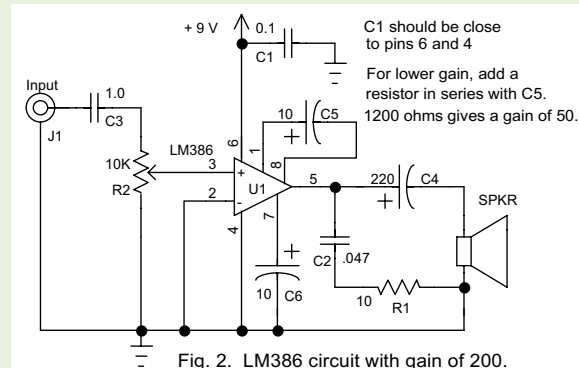 + 9 V
0.1
C1
C1 should be close
to pins 6 and 4
For lower gain, add a
resistor in series with C5.
1200 ohms gives a gain of 50.
Input
1.0
C3
J1
10K
R2
LM386
3
+
2
-
6
1
10
+
C5
8
U1
5
7
4
220
+
C4
SPKR
C2
.047
+
10
C6
10
R1
Fig. 2. LM386 circuit with gain of 200.